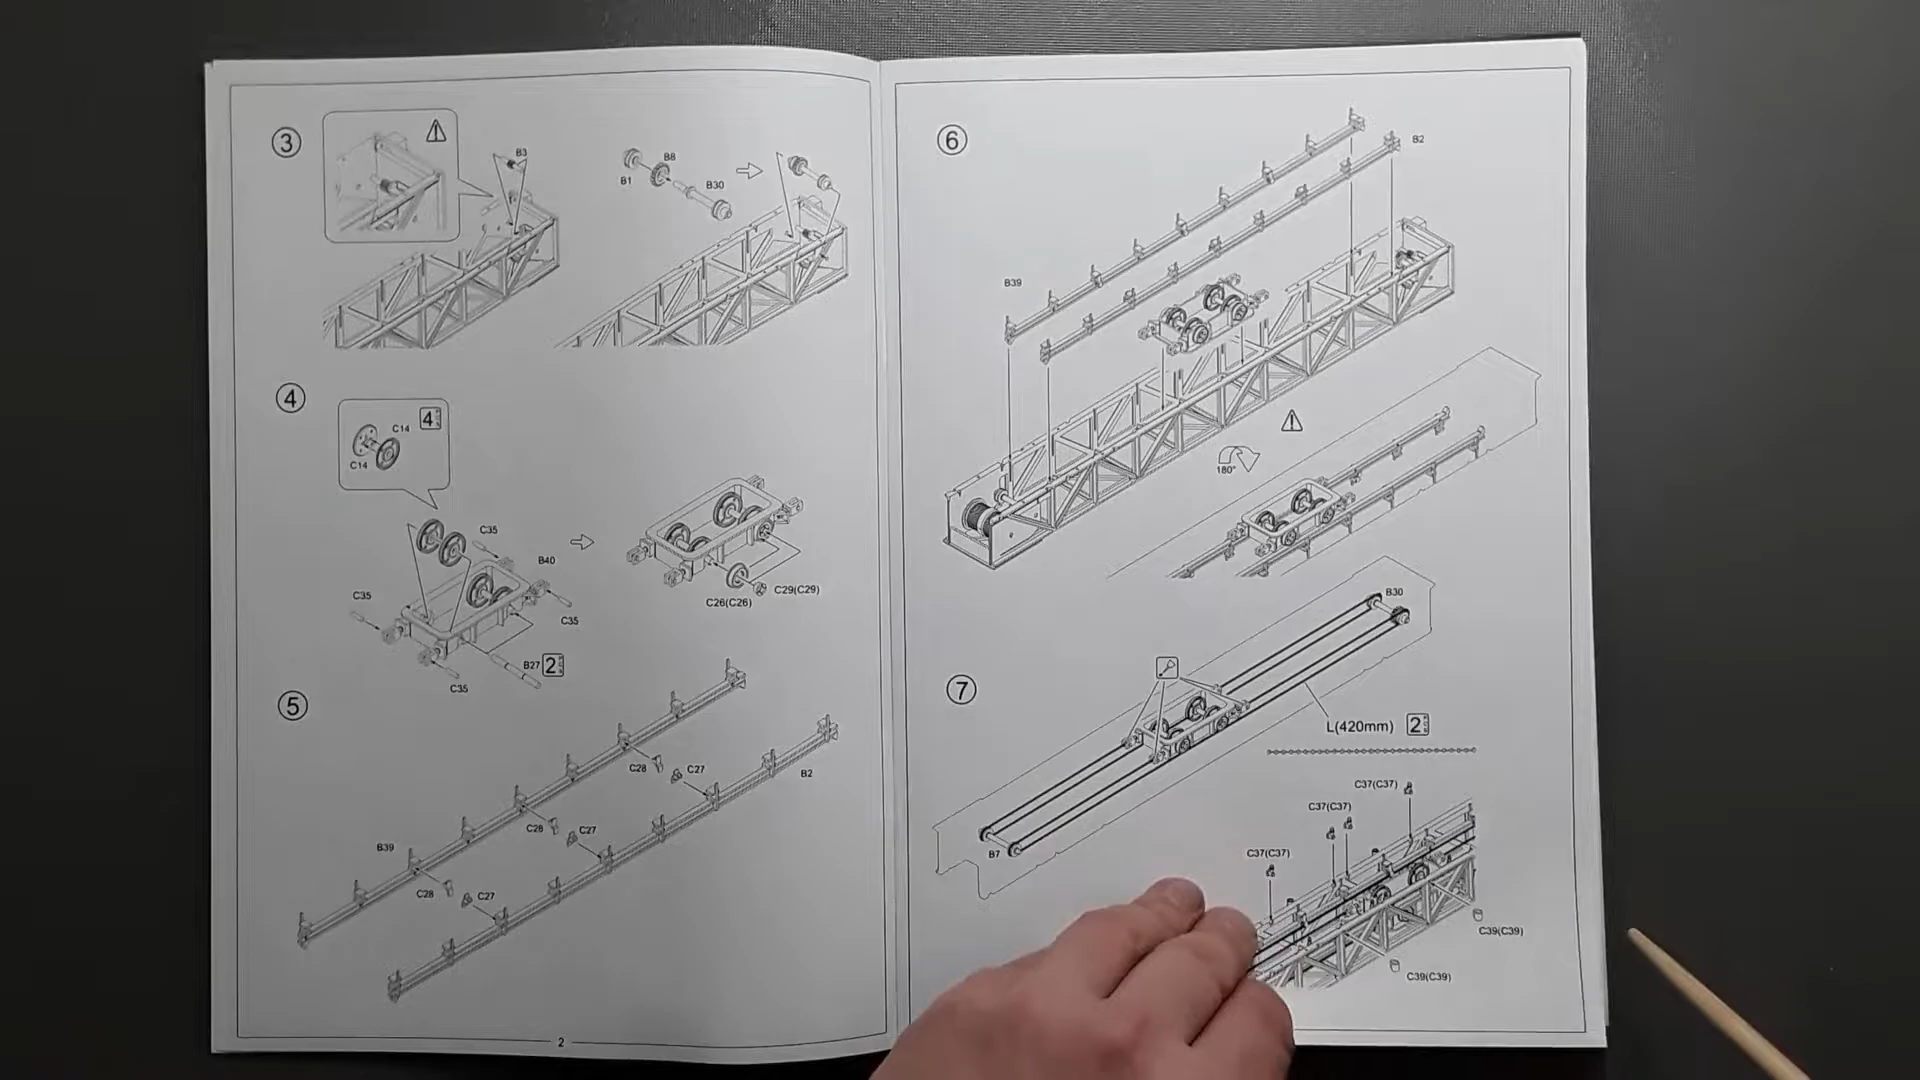 3
B3
B8
B1
B30
4
C14
4
C14
C35
B40
C35
C35
B27 2
C35
C26(C26)
C29(C29)
5
C28
C27
B2
C28
C27
B39
C28
C27
2
6
B2
B39
180°
7
B30
L(420mm) 2
B7
C37(C37)
C37(C37)
C37(C37)
C39(C39)
C39(C39)